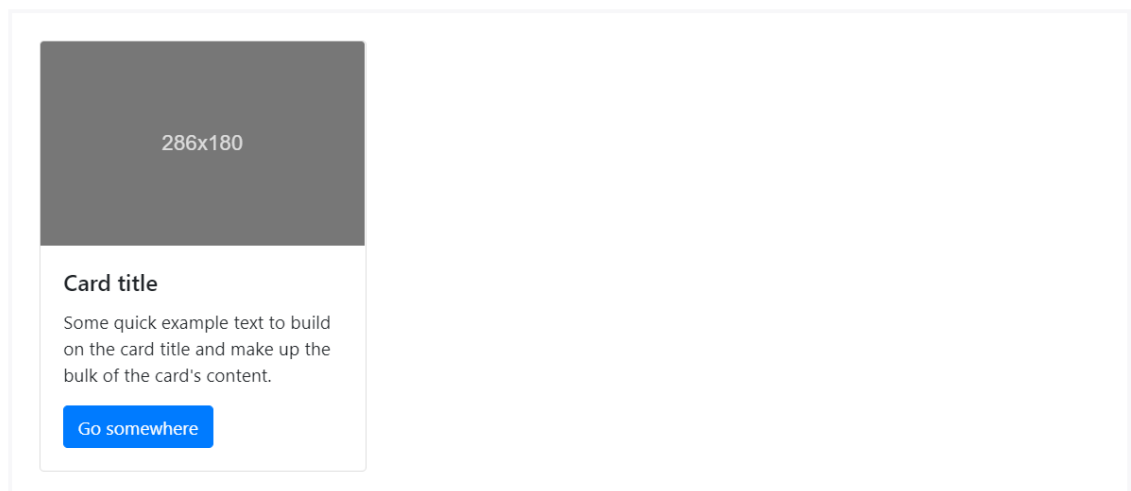 286x180
Card title
Some quick example text to build
on the card title and make up the
bulk of the card's content.
Go somewhere